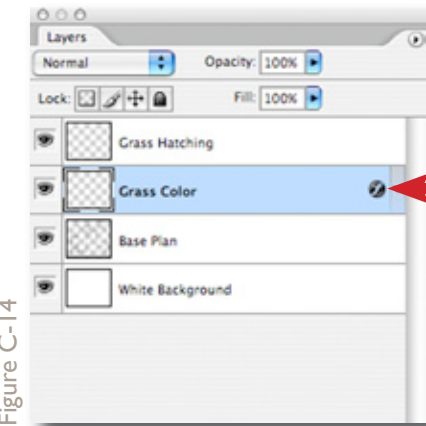 Layers
Normal Opacity: 100%
Lock: Fill: 100%
Grass Hatching
Grass Color
Base Plan
White Background
Figure C-14